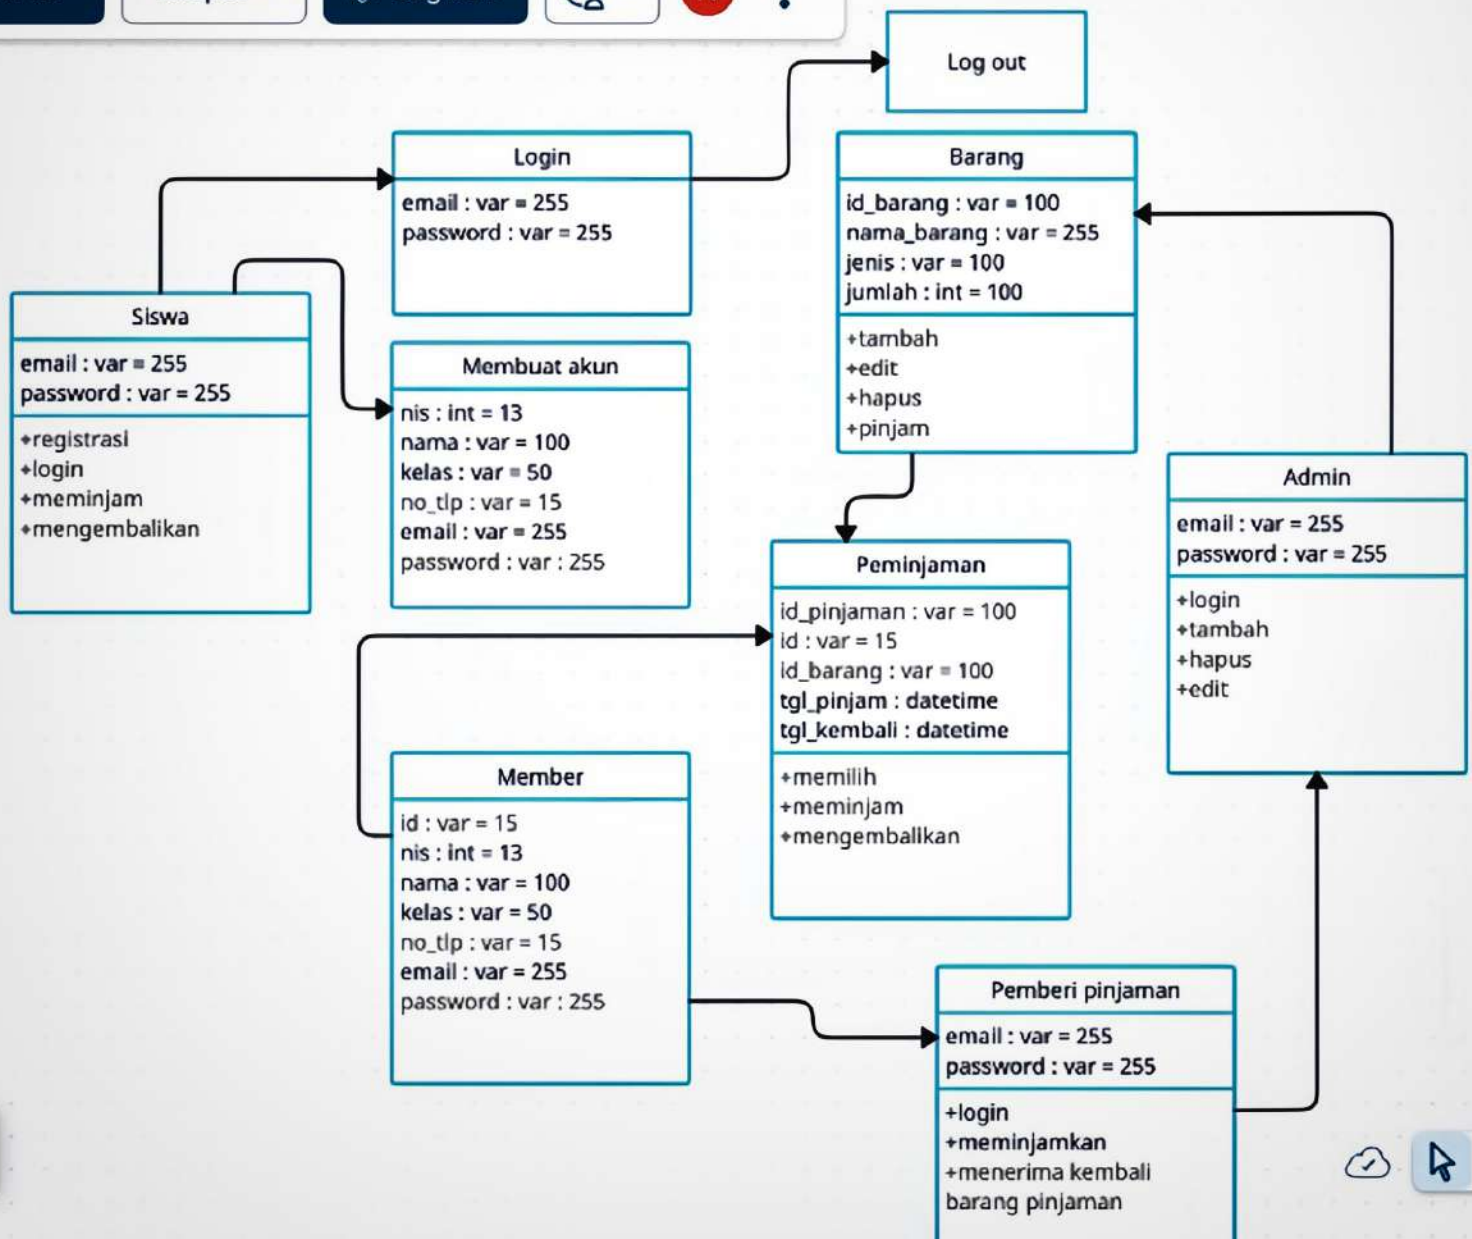 Log out
Login
email : var = 255
password : var = 255
Barang
id_barang : var = 100
nama_barang : var = 255
jenis : var = 100
jumlah : int = 100
+tambah
+edit
+hapus
+pinjam
Siswa
email : var = 255
password : var = 255
+registrasi
+login
+meminjam
+mengembalikan
Membuat akun
nis : int = 13
nama : var = 100
kelas : var = 50
no_tlp : var = 15
email : var = 255
password : var : 255
Admin
email : var = 255
password : var = 255
+login
+tambah
+hapus
+edit
Peminjaman
id_pinjaman : var = 100
id : var = 15
id_barang : var = 100
tgl_pinjam : datetime
tgl_kembali : datetime
+memilih
+meminjam
+mengembalikan
Member
id : var = 15
nis : int = 13
nama : var = 100
kelas : var = 50
no_tlp : var = 15
email : var = 255
password : var : 255
Pemberi pinjaman
email : var = 255
password : var = 255
+login
+meminjamkan
+menerima kembali
barang pinjaman